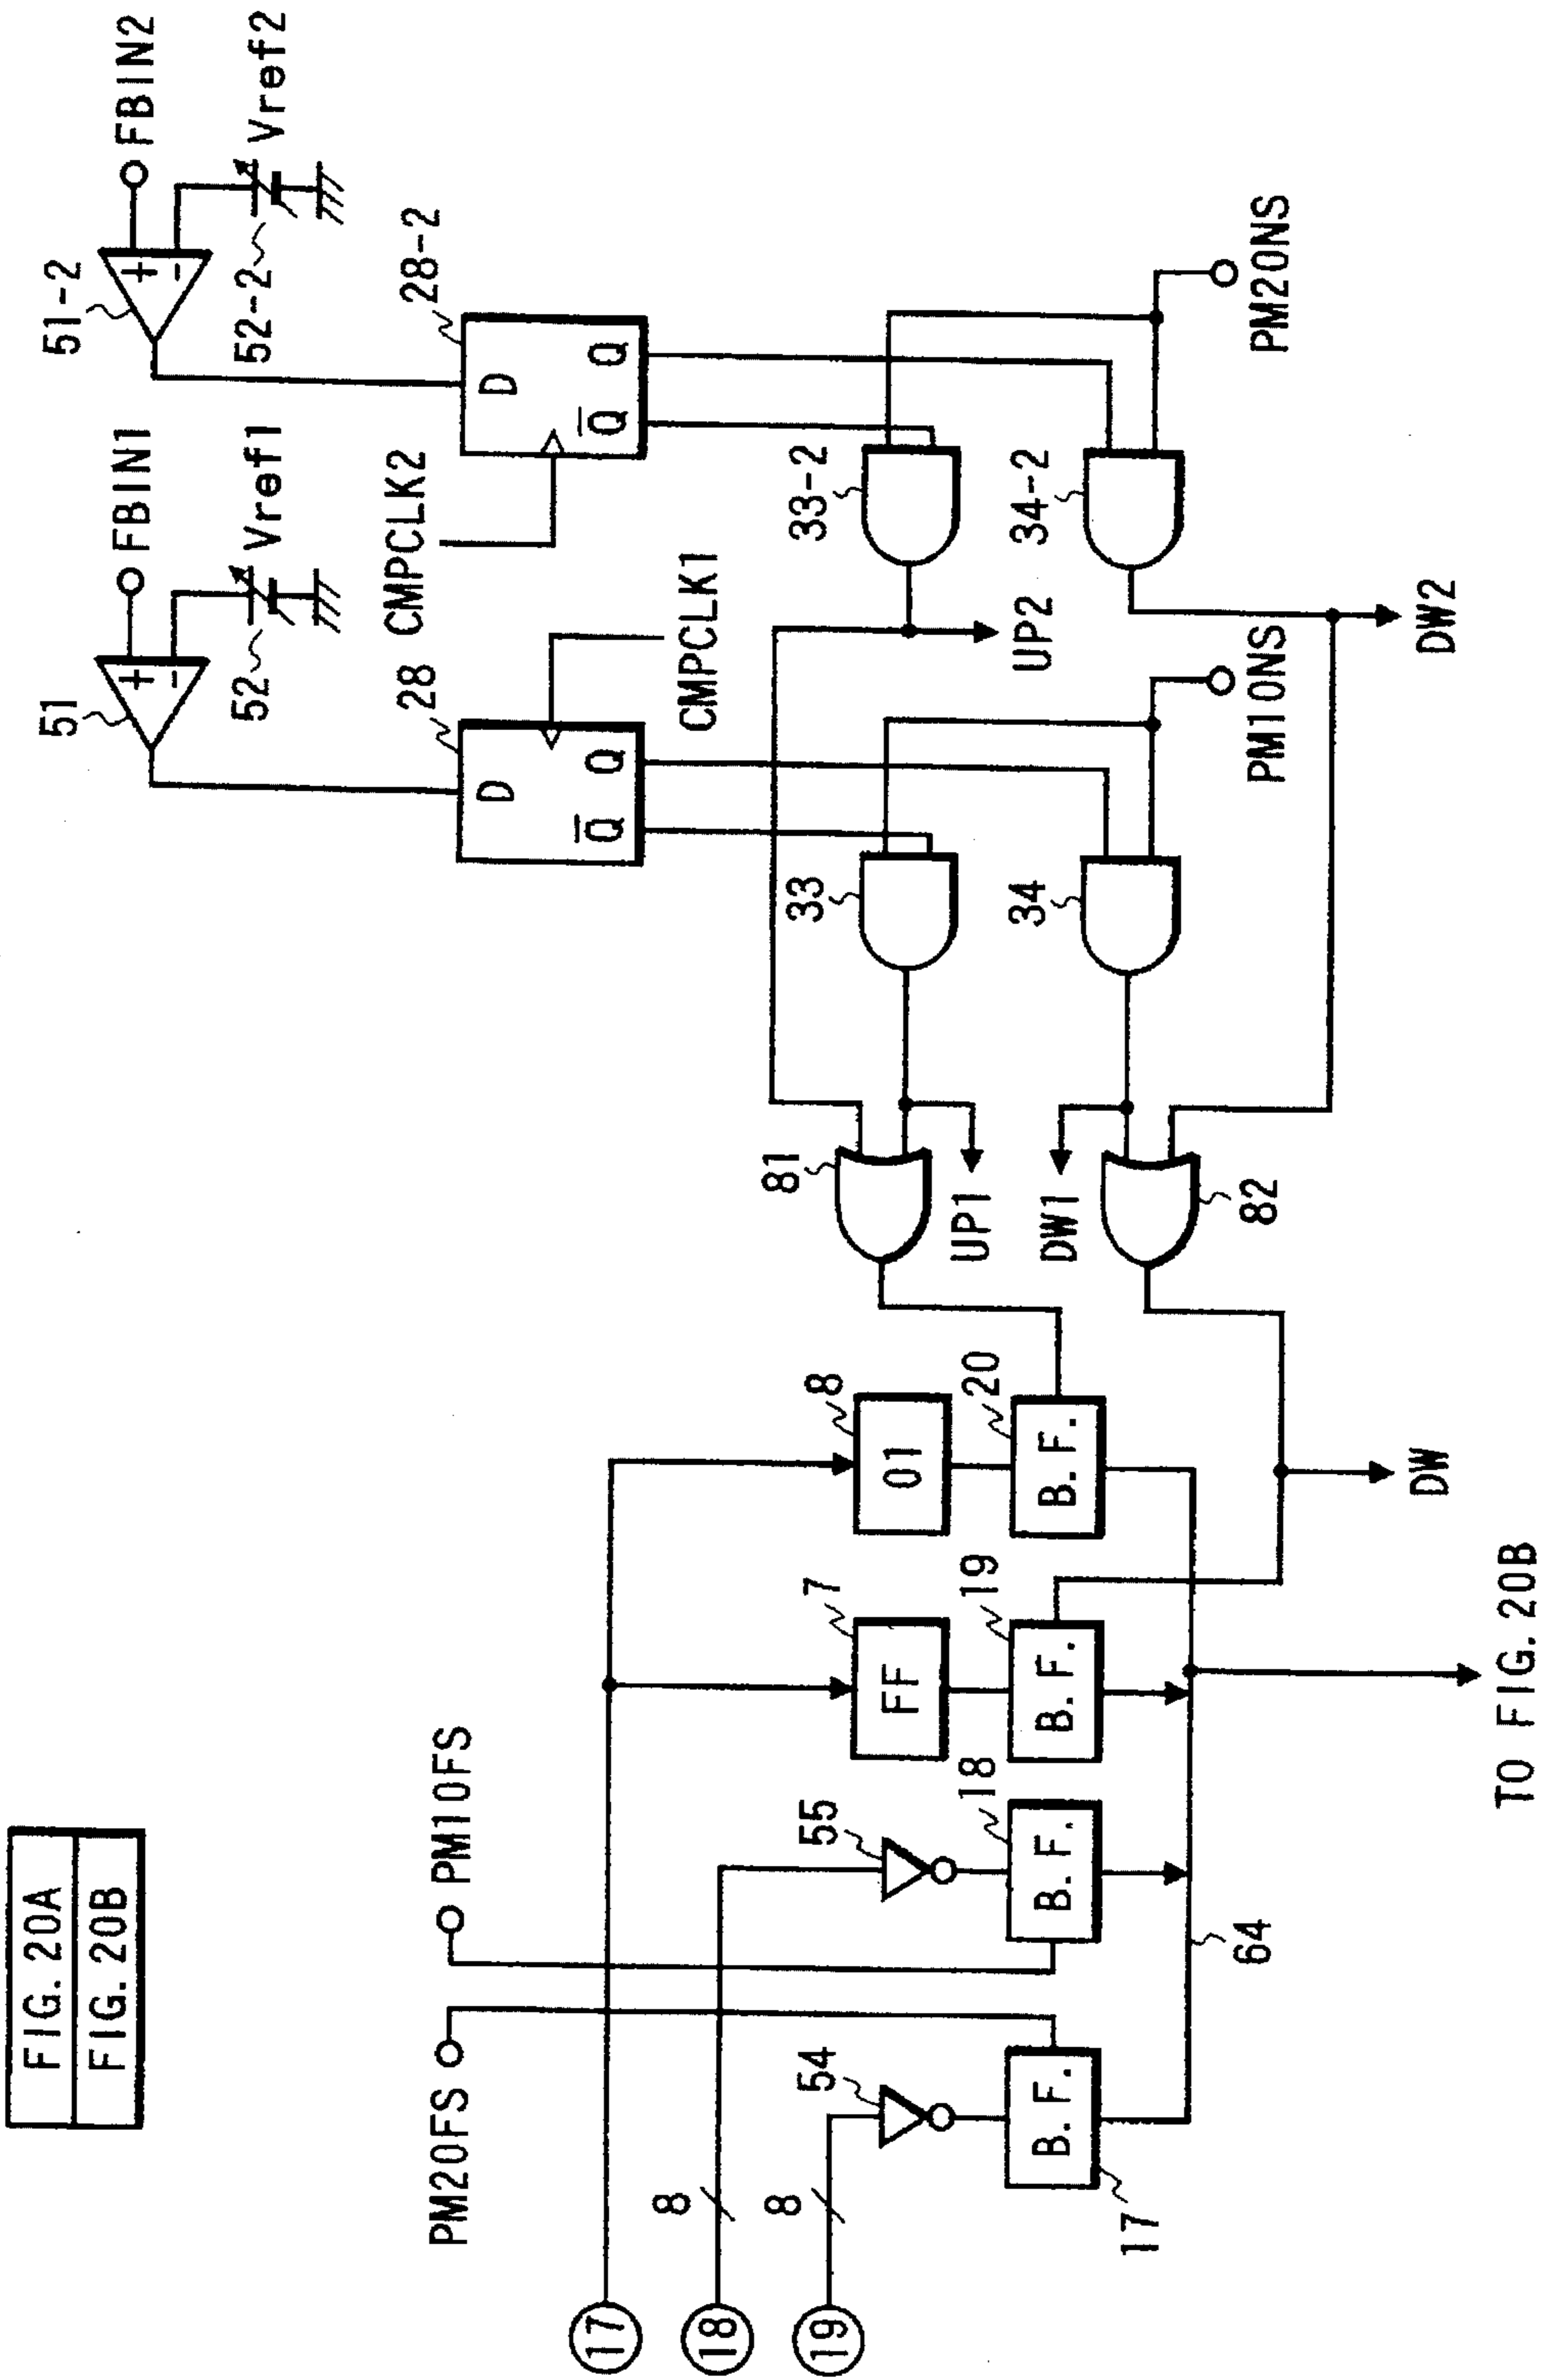 FIG. 20A
FIG. 20B
17
18
19
8
8
PM20FS
PM10FS
54
55
B. F.
17
B. F.
18
64
FF
7
B. F.
19
01
8
B. F.
20
TO FIG. 20B
DW
81
82
UP1
DW1
33
34
PM10NS
51
+
-
FBIN1
52
Vref1
28
D
Q
Q̅
CMPCLK1
UP2
DW2
33-2
34-2
PM20NS
CMPCLK2
28-2
D
Q
Q̅
51-2
+
-
FBIN2
52-2
Vref2